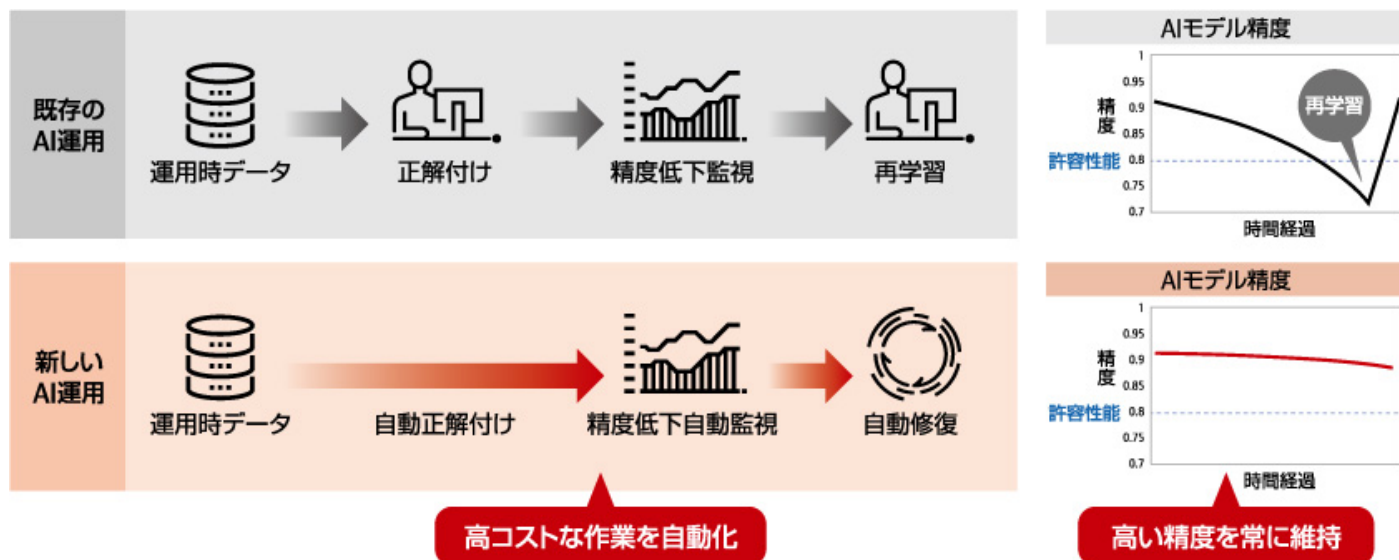 既存の
AI運用
運用時データ
正解付け
精度低下監視
再学習
AIモデル精度
1
0.95
0.9
0.85
0.8
0.75
0.7
精度
許容性能
再学習
時間経過
新しい
AI運用
運用時データ
自動正解付け
精度低下自動監視
自動修復
高コストな作業を自動化
AIモデル精度
1
0.95
0.9
0.85
0.8
0.75
0.7
精度
許容性能
時間経過
高い精度を常に維持